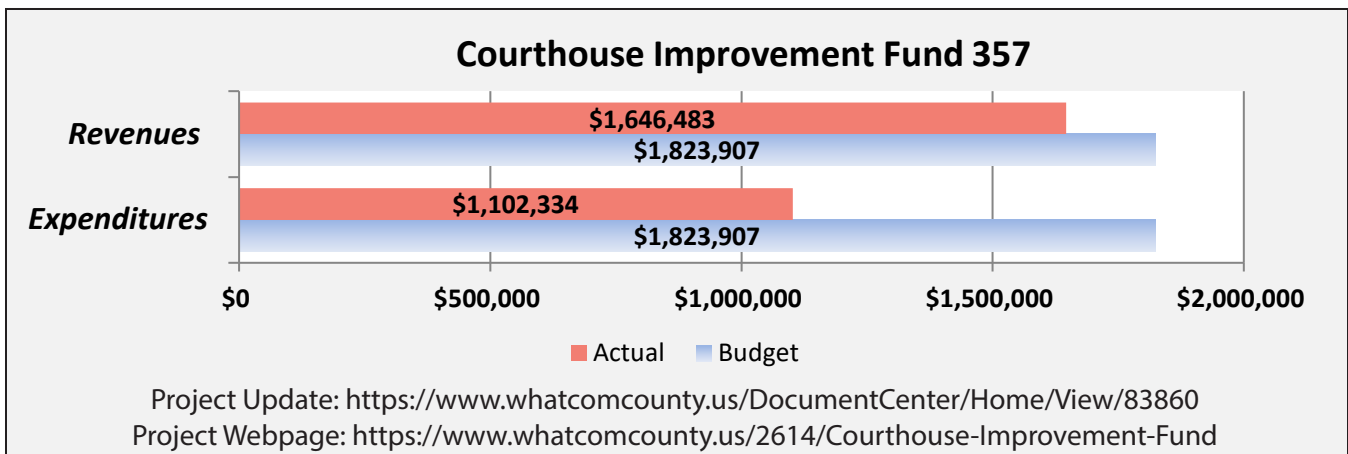 Courthouse Improvement Fund 357
Revenues
$1,646,483
$1,823,907
Expenditures
$1,102,334
$1,823,907
$0 $500,000 $1,000,000 $1,500,000 $2,000,000
Actual Budget
Project Update: https://www.whatcomcounty.us/DocumentCenter/Home/View/83860
Project Webpage: https://www.whatcomcounty.us/2614/Courthouse-Improvement-Fund